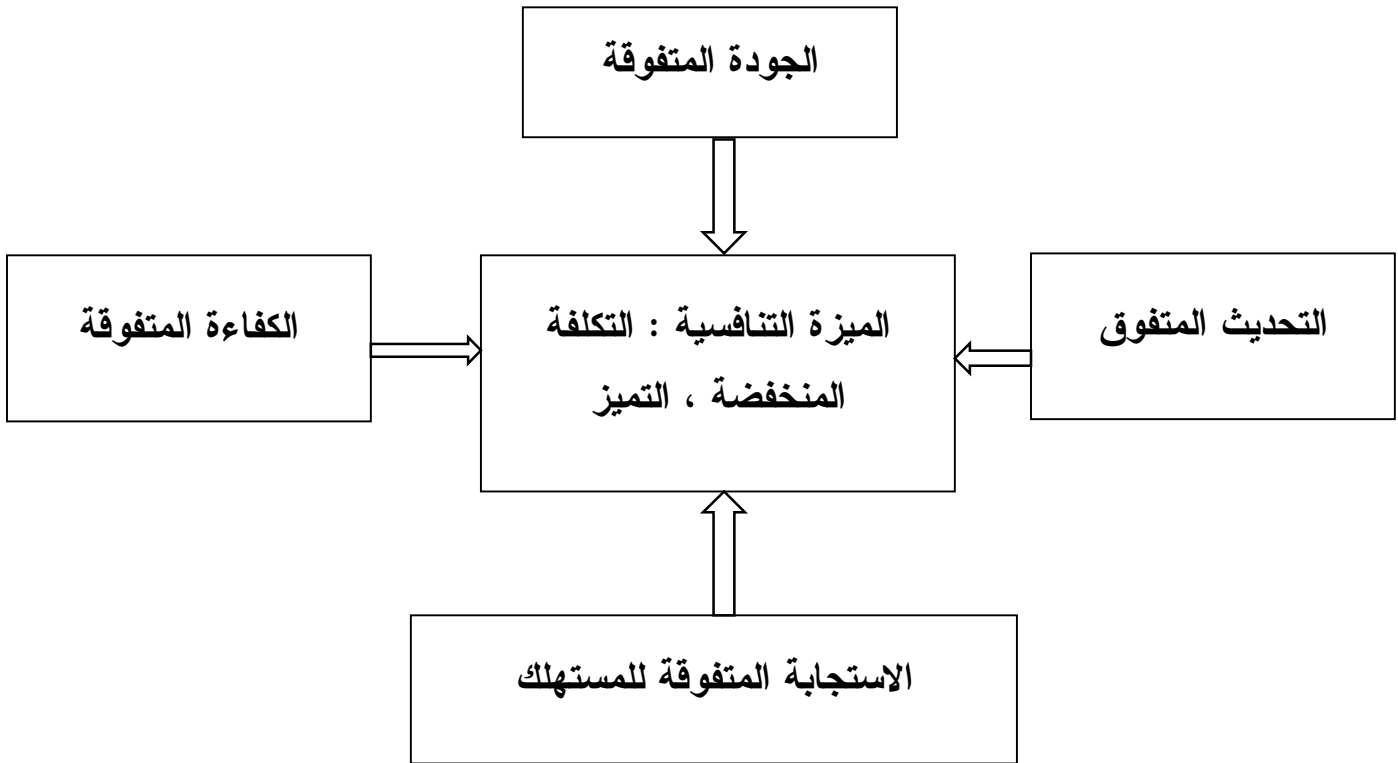 الجودة المتفوقة
التحديث المتفوق
الميزة التنافسية : التكلفة
المنخفضة ، التميز
الكفاءة المتفوقة
الاستجابة المتفوقة للمستهلك